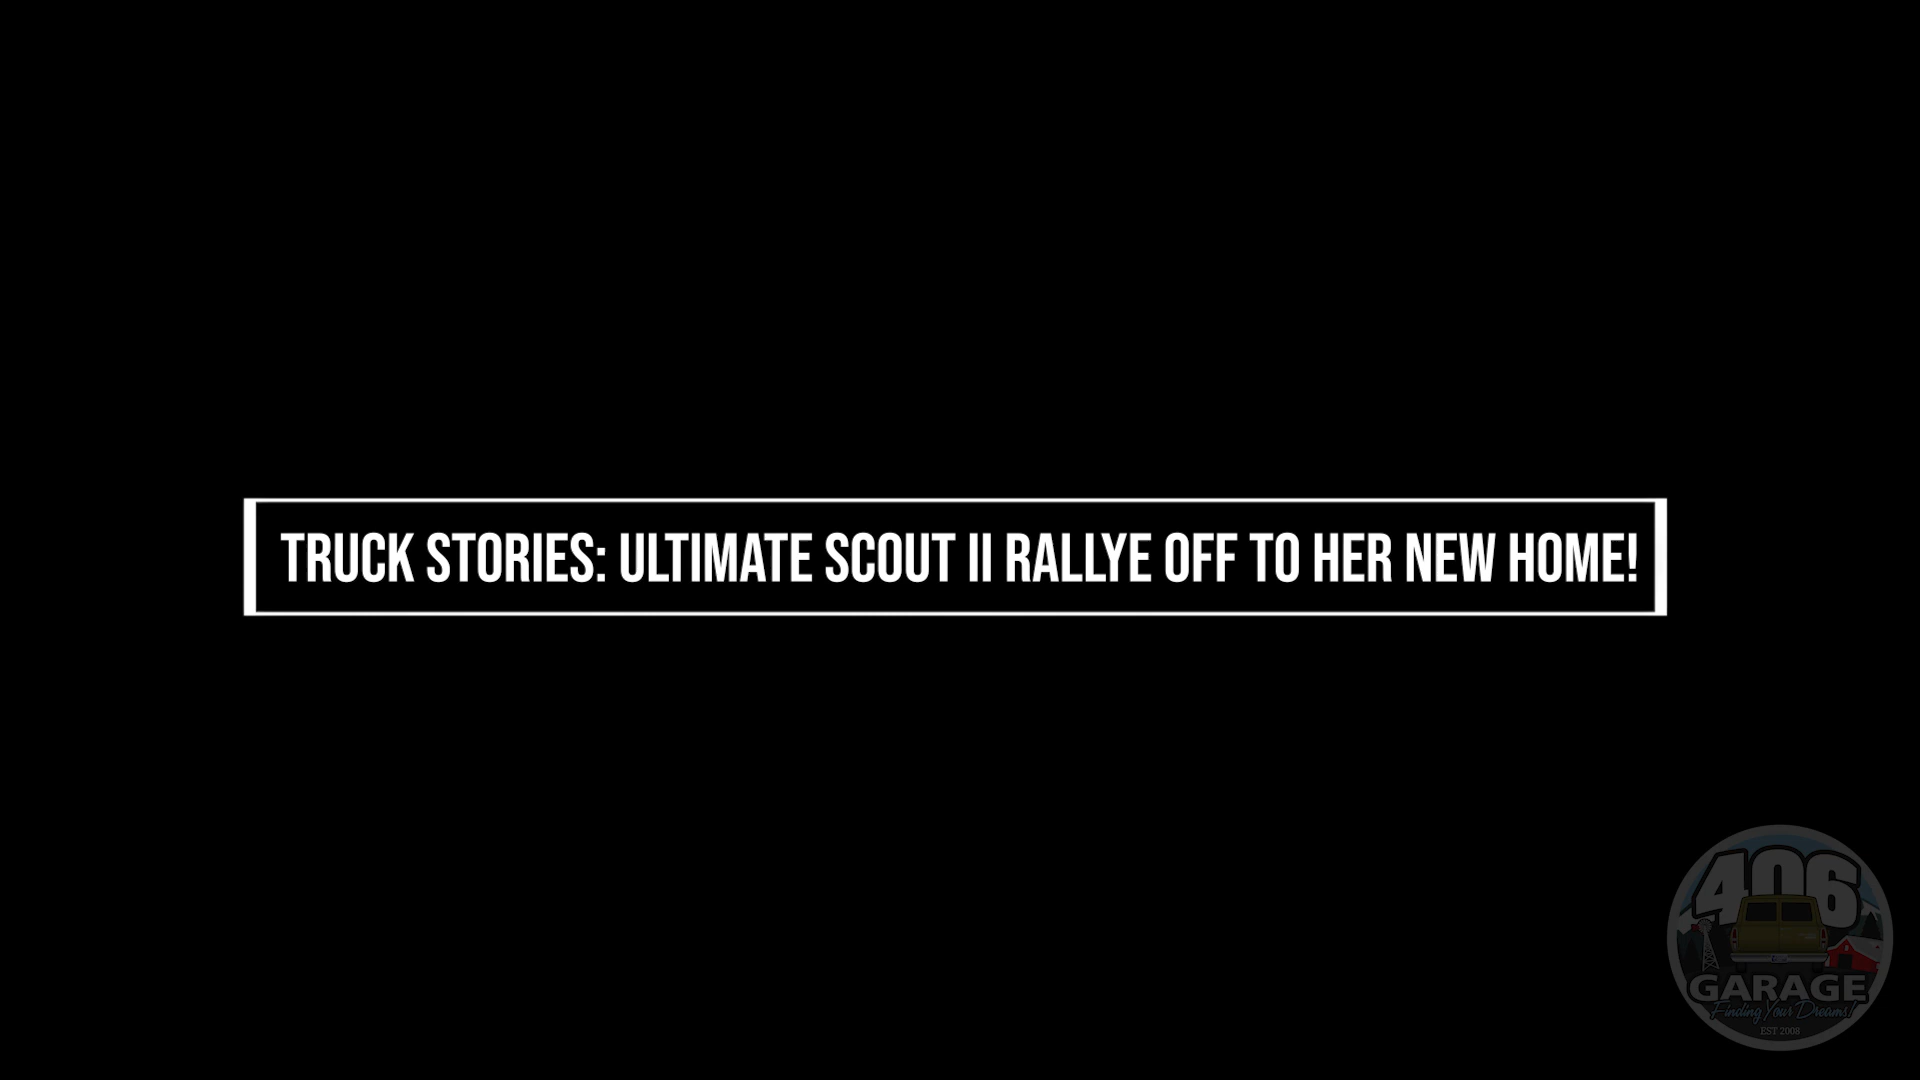 TRUCK STORIES: ULTIMATE SCOUT II RALLYE OFF TO HER NEW HOME!
406
GARAGE
Finding Your Dreams!
EST 2008